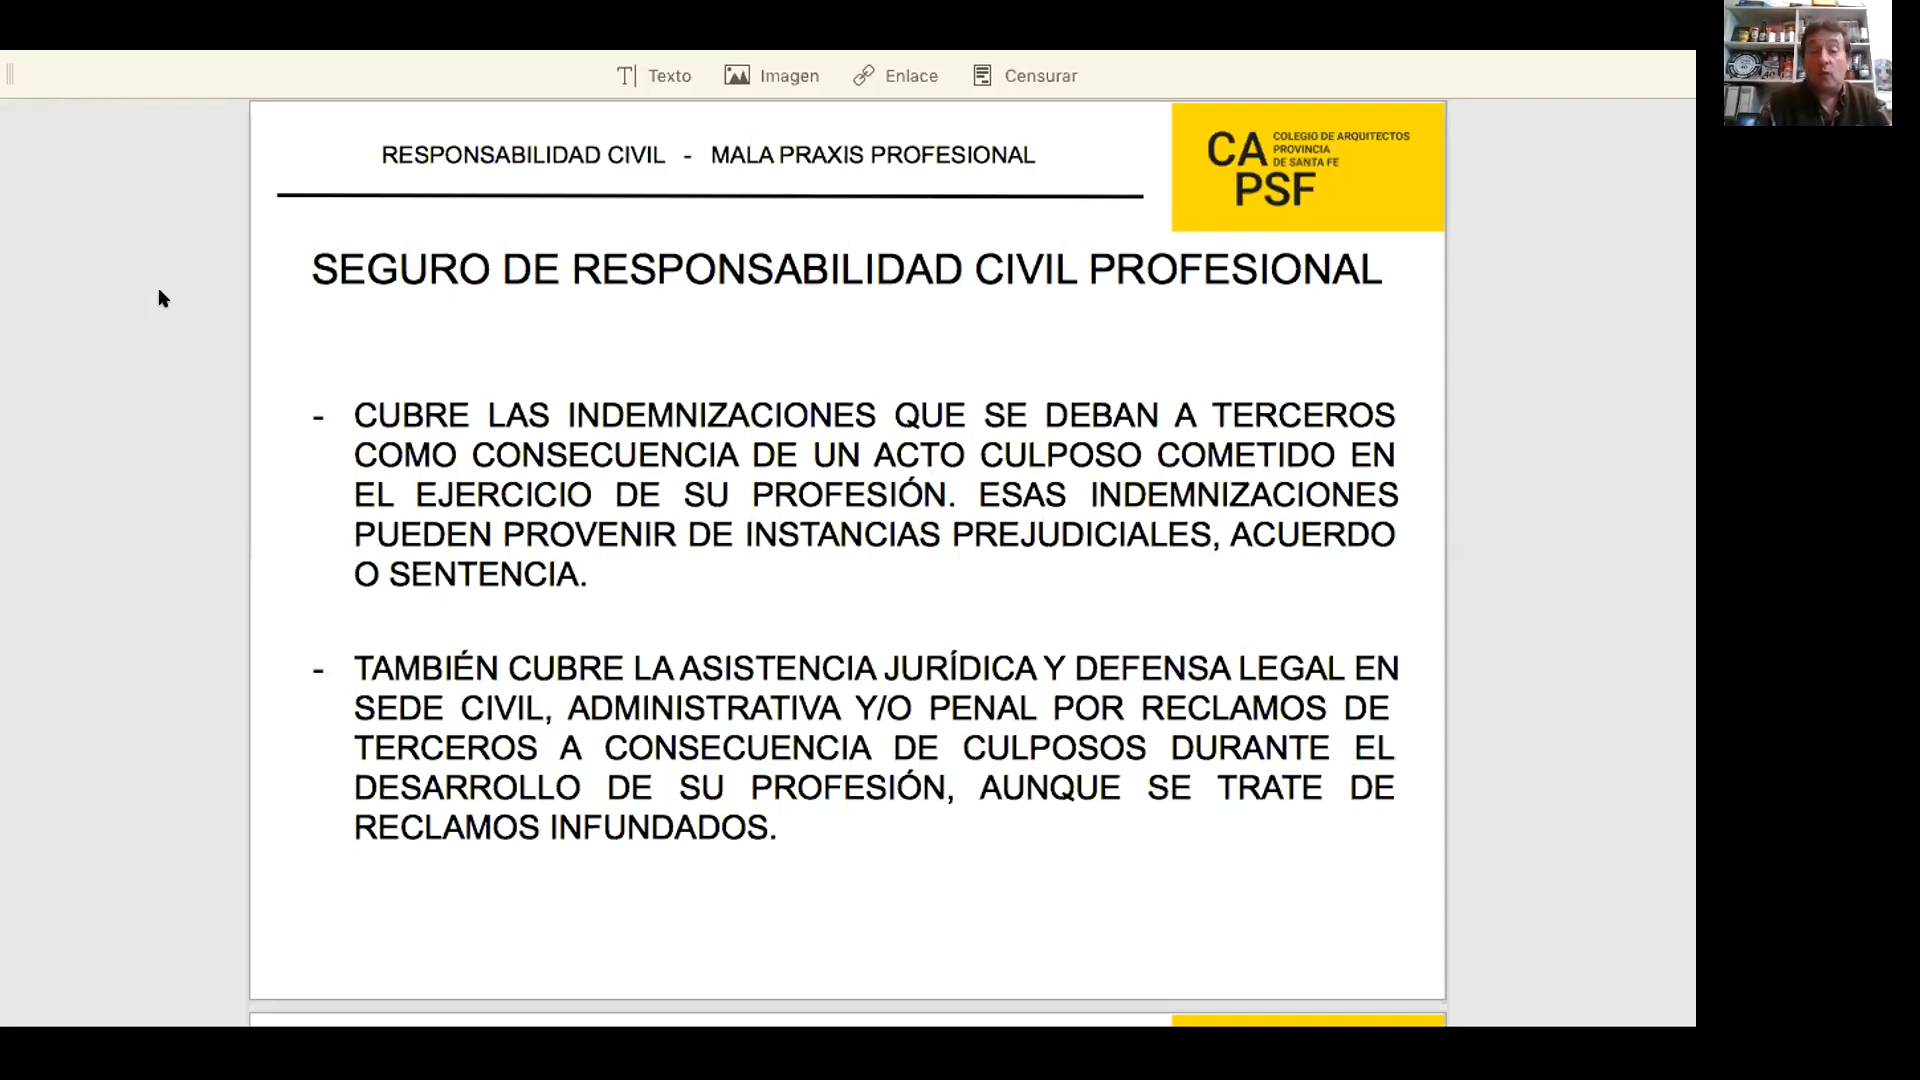 Texto Imagen Enlace Censurar
RESPONSABILIDAD CIVIL - MALA PRAXIS PROFESIONAL
CA
PSF
COLEGIO DE ARQUITECTOS
PROVINCIA
DE SANTA FE
SEGURO DE RESPONSABILIDAD CIVIL PROFESIONAL
- CUBRE LAS INDEMNIZACIONES QUE SE DEBAN A TERCEROS
COMO CONSECUENCIA DE UN ACTO CULPOSO COMETIDO EN
EL EJERCICIO DE SU PROFESIÓN. ESAS INDEMNIZACIONES
PUEDEN PROVENIR DE INSTANCIAS PREJUDICIALES, ACUERDO
O SENTENCIA.
- TAMBIÉN CUBRE LA ASISTENCIA JURÍDICA Y DEFENSA LEGAL EN
SEDE CIVIL, ADMINISTRATIVA Y/O PENAL POR RECLAMOS DE
TERCEROS A CONSECUENCIA DE CULPOSOS DURANTE EL
DESARROLLO DE SU PROFESIÓN, AUNQUE SE TRATE DE
RECLAMOS INFUNDADOS.